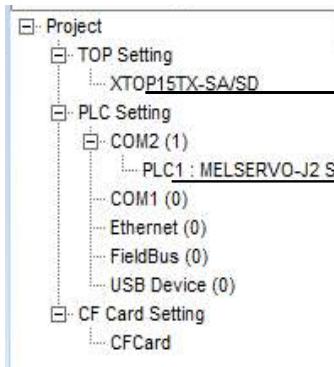 Project
TOP Setting
XTOP15TX-SA/SD
PLC Setting
COM2 (1)
PLC1 : MELSERVO-J2 S
COM1 (0)
Ethernet (0)
FieldBus (0)
USB Device (0)
CF Card Setting
CFCard